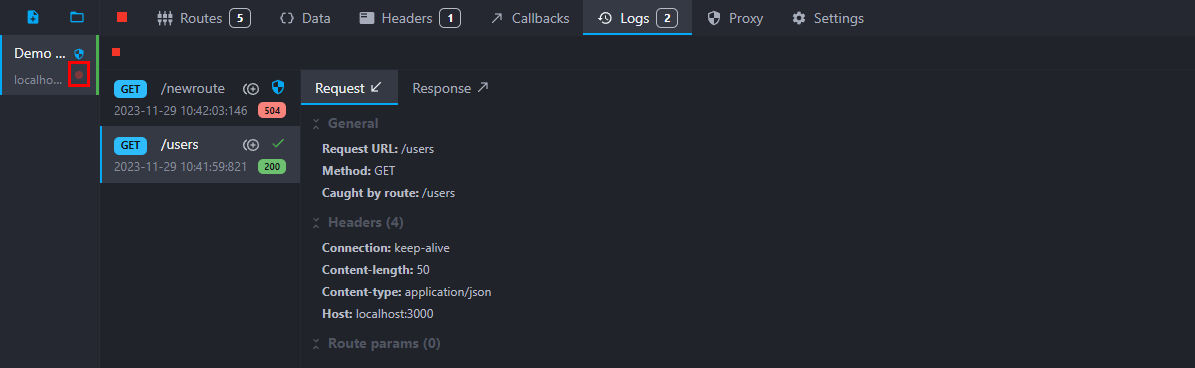 Routes 5 Data Headers 1 Callbacks Logs 2 Proxy Settings
Demo ...
localho...
GET /newroute
2023-11-29 10:42:03:146 504
GET /users
2023-11-29 10:41:59:821 200
Request Response
General
Request URL: /users
Method: GET
Caught by route: /users
Headers (4)
Connection: keep-alive
Content-length: 50
Content-type: application/json
Host: localhost:3000
Route params (0)